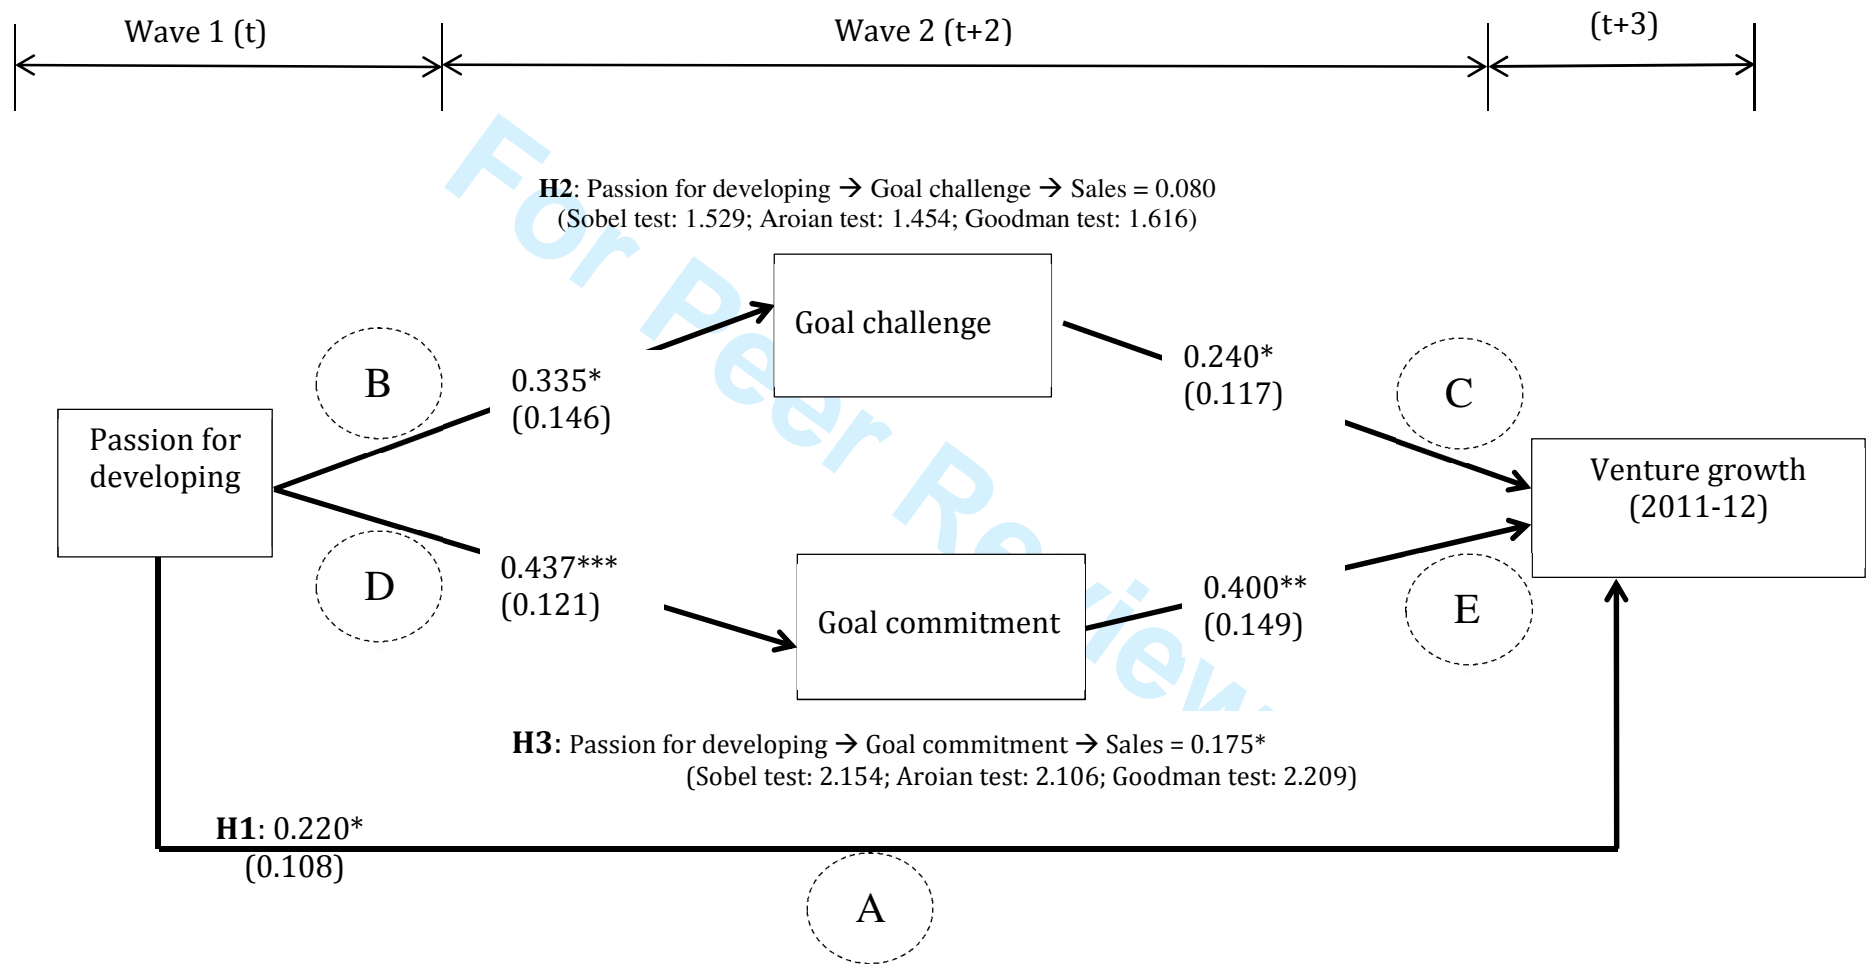 Wave 1 (t)
Wave 2 (t+2)
(t+3)
For Peer Review
H2: Passion for developing → Goal challenge → Sales = 0.080
(Sobel test: 1.529; Aroian test: 1.454; Goodman test: 1.616)
Goal challenge
B
0.335*
(0.146)
0.240*
(0.117)
C
Passion for
developing
Venture growth
(2011-12)
D
0.437***
(0.121)
Goal commitment
0.400**
(0.149)
E
H3: Passion for developing → Goal commitment → Sales = 0.175*
(Sobel test: 2.154; Aroian test: 2.106; Goodman test: 2.209)
H1: 0.220*
(0.108)
A